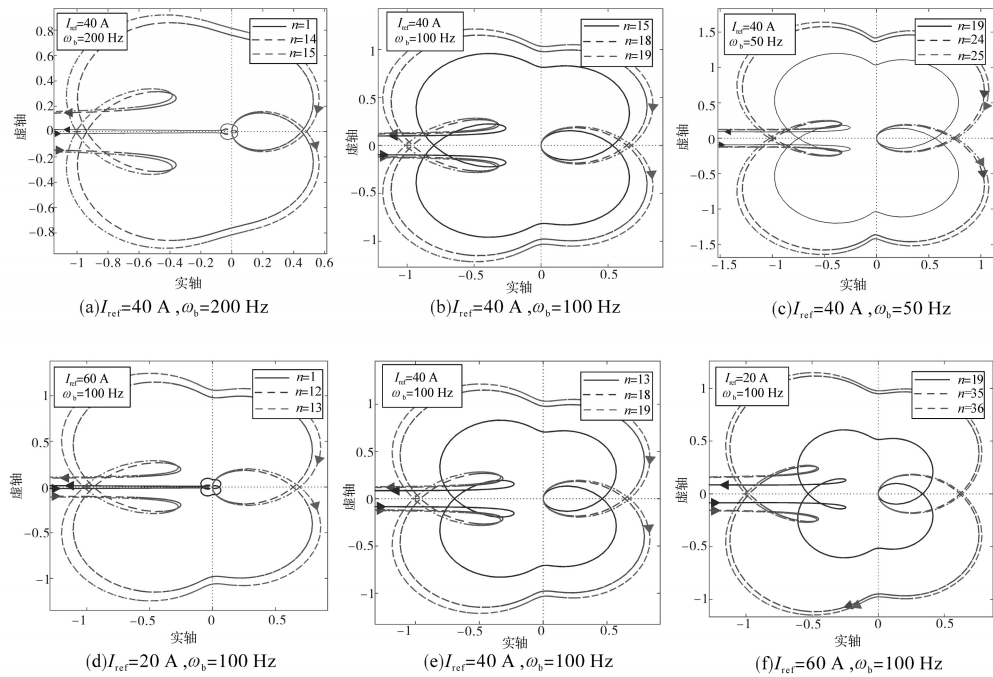 I_ref=40 A
ω_b=200 Hz
n=1
n=14
n=15
0.8
0.6
0.4
0.2
0
−0.2
−0.4
−0.6
−0.8
虚轴
−1
−0.8
−0.6
−0.4
−0.2
0
0.2
0.4
0.6
实轴
(a)I_ref=40 A ,ω_b=200 Hz
I_ref=40 A
ω_b=100 Hz
n=15
n=18
n=19
1
0.5
0
−0.5
−1
虚轴
−1
−0.5
0
0.5
实轴
(b)I_ref=40 A ,ω_b=100 Hz
I_ref=40 A
ω_b=50 Hz
n=19
n=24
n=25
1.5
1
0.5
0
−0.5
−1
−1.5
虚轴
−1.5
−1
−0.5
0
0.5
1
实轴
(c)I_ref=40 A ,ω_b=50 Hz
I_ref=60 A
ω_b=100 Hz
n=1
n=12
n=13
1
0.5
0
−0.5
−1
虚轴
−1
−0.5
0
0.5
实轴
(d)I_ref=20 A ,ω_b=100 Hz
I_ref=40 A
ω_b=100 Hz
n=13
n=18
n=19
1
0.5
0
−0.5
−1
虚轴
−1
−0.5
0
0.5
实轴
(e)I_ref=40 A ,ω_b=100 Hz
I_ref=20 A
ω_b=100 Hz
n=19
n=35
n=36
1
0.5
0
−0.5
−1
虚轴
−1
−0.5
0
0.5
1
实轴
(f)I_ref=60 A ,ω_b=100 Hz